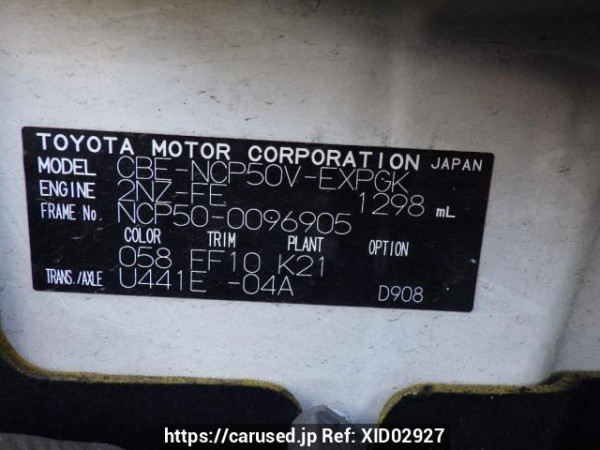 TOYOTA MOTOR CORPORATION JAPAN
MODEL CBE-NCP50V-EXPGK
ENGINE 2NZ-FE 1298 mL
FRAME No. NCP50-0096905
COLOR TRIM PLANT OPTION
058 FF10 K21
TRANS./AXLE U441E -04A D908
https://carused.jp Ref: XID02927